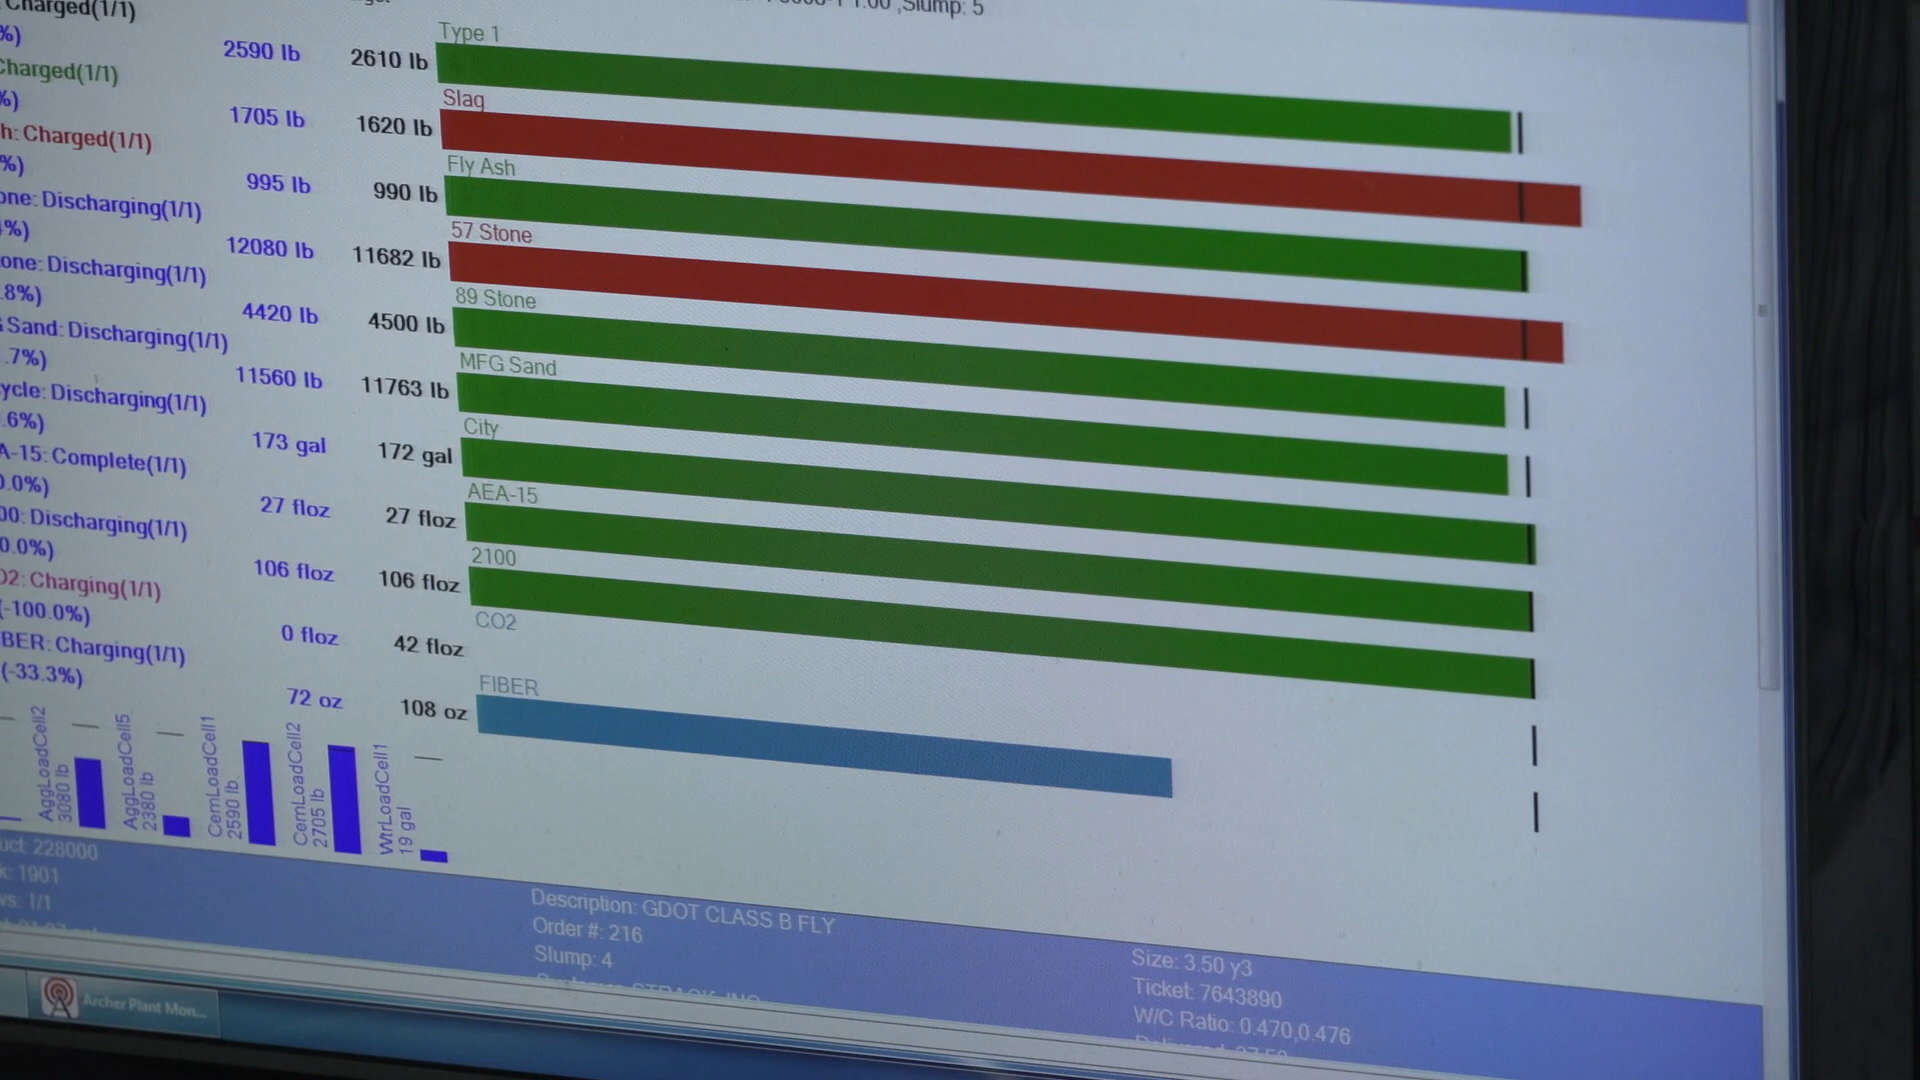 Charged(1/1)
,Slump: 5
%)
2590 lb 2610 lb Type 1
Charged(1/1)
%)
1705 lb 1620 lb Slag
h: Charged(1/1)
%)
995 lb 990 lb Fly Ash
one: Discharging(1/1)
%)
12080 lb 11682 lb 57 Stone
one: Discharging(1/1)
.8%)
4420 lb 4500 lb 89 Stone
Sand: Discharging(1/1)
.7%)
11560 lb 11763 lb MFG Sand
ycle: Discharging(1/1)
.6%)
173 gal 172 gal City
A-15: Complete(1/1)
0.0%)
27 floz 27 floz AEA-15
00: Discharging(1/1)
0.0%)
106 floz 106 floz 2100
O2: Charging(1/1)
(-100.0%)
0 floz 42 floz CO2
BER: Charging(1/1)
(-33.3%)
72 oz 108 oz FIBER
AggLoadCell2
3080 lb
AggLoadCell5
2380 lb
CemLoadCell1
2590 lb
CemLoadCell2
2705 lb
WtrLoadCell1
19 gal
uct: 228000
k: 1901
ws: 1/1
Description: GDOT CLASS B FLY
Order #: 216
Slump: 4
Size: 3.50 y3
Ticket: 7643890
W/C Ratio: 0.470,0.476
Archer Plant Mon...